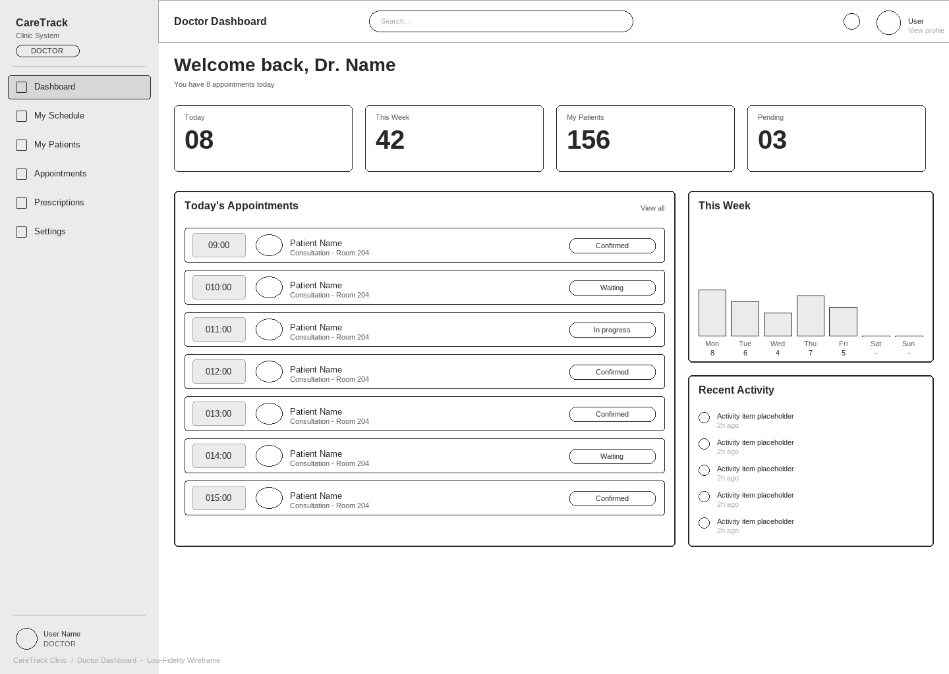 CareTrack
Clinic System
DOCTOR
Dashboard
My Schedule
My Patients
Appointments
Prescriptions
Settings
User Name
DOCTOR
CareTrack Clinic / Doctor Dashboard - Low-Fidelity Wireframe
Doctor Dashboard
Search...
User
View profile
Welcome back, Dr. Name
You have 8 appointments today
Today
08
This Week
42
My Patients
156
Pending
03
Today's Appointments
View all
09:00
Patient Name
Consultation - Room 204
Confirmed
010:00
Patient Name
Consultation - Room 204
Waiting
011:00
Patient Name
Consultation - Room 204
In progress
012:00
Patient Name
Consultation - Room 204
Confirmed
013:00
Patient Name
Consultation - Room 204
Confirmed
014:00
Patient Name
Consultation - Room 204
Waiting
015:00
Patient Name
Consultation - Room 204
Confirmed
This Week
Mon Tue Wed Thu Fri Sat Sun
8 6 4 7 5 - -
Recent Activity
Activity item placeholder
2h ago
Activity item placeholder
2h ago
Activity item placeholder
2h ago
Activity item placeholder
2h ago
Activity item placeholder
2h ago